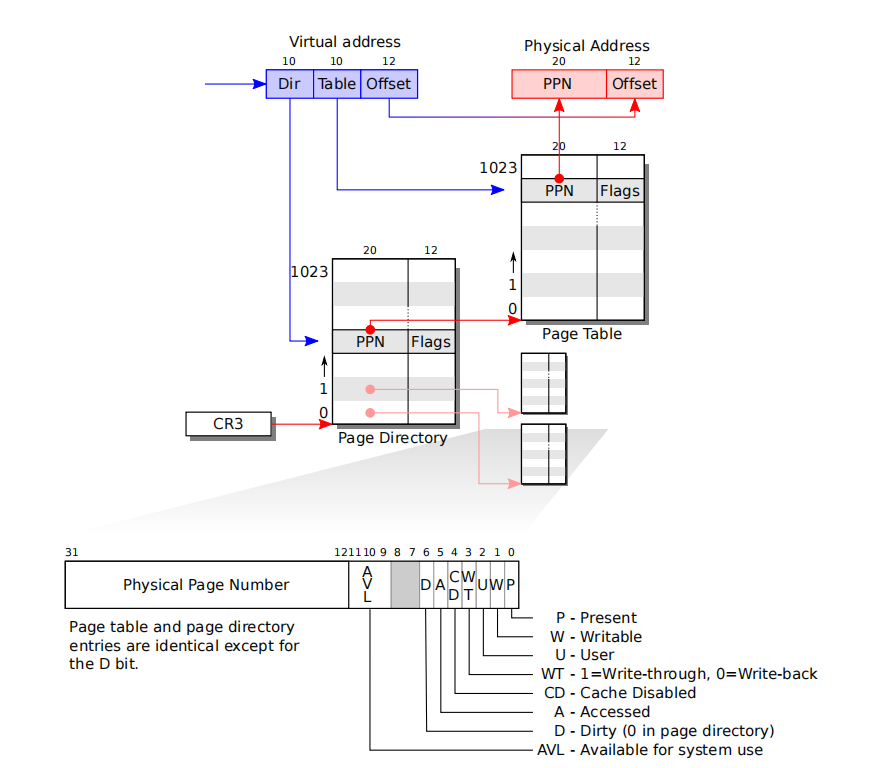 Virtual address
Physical Address
10 10 12
20 12
Dir Table Offset
PPN Offset
20 12
1023
PPN Flags
20 12
1
1023
0
Page Table
PPN Flags
1
0
CR3
Page Directory
31 12 11 10 9 8 7 6 5 4 3 2 1 0
Physical Page Number AVL D A CD WT U W P
Page table and page directory
entries are identical except for
the D bit.
P - Present
W - Writable
U - User
WT - 1=Write-through, 0=Write-back
CD - Cache Disabled
A - Accessed
D - Dirty (0 in page directory)
AVL - Available for system use